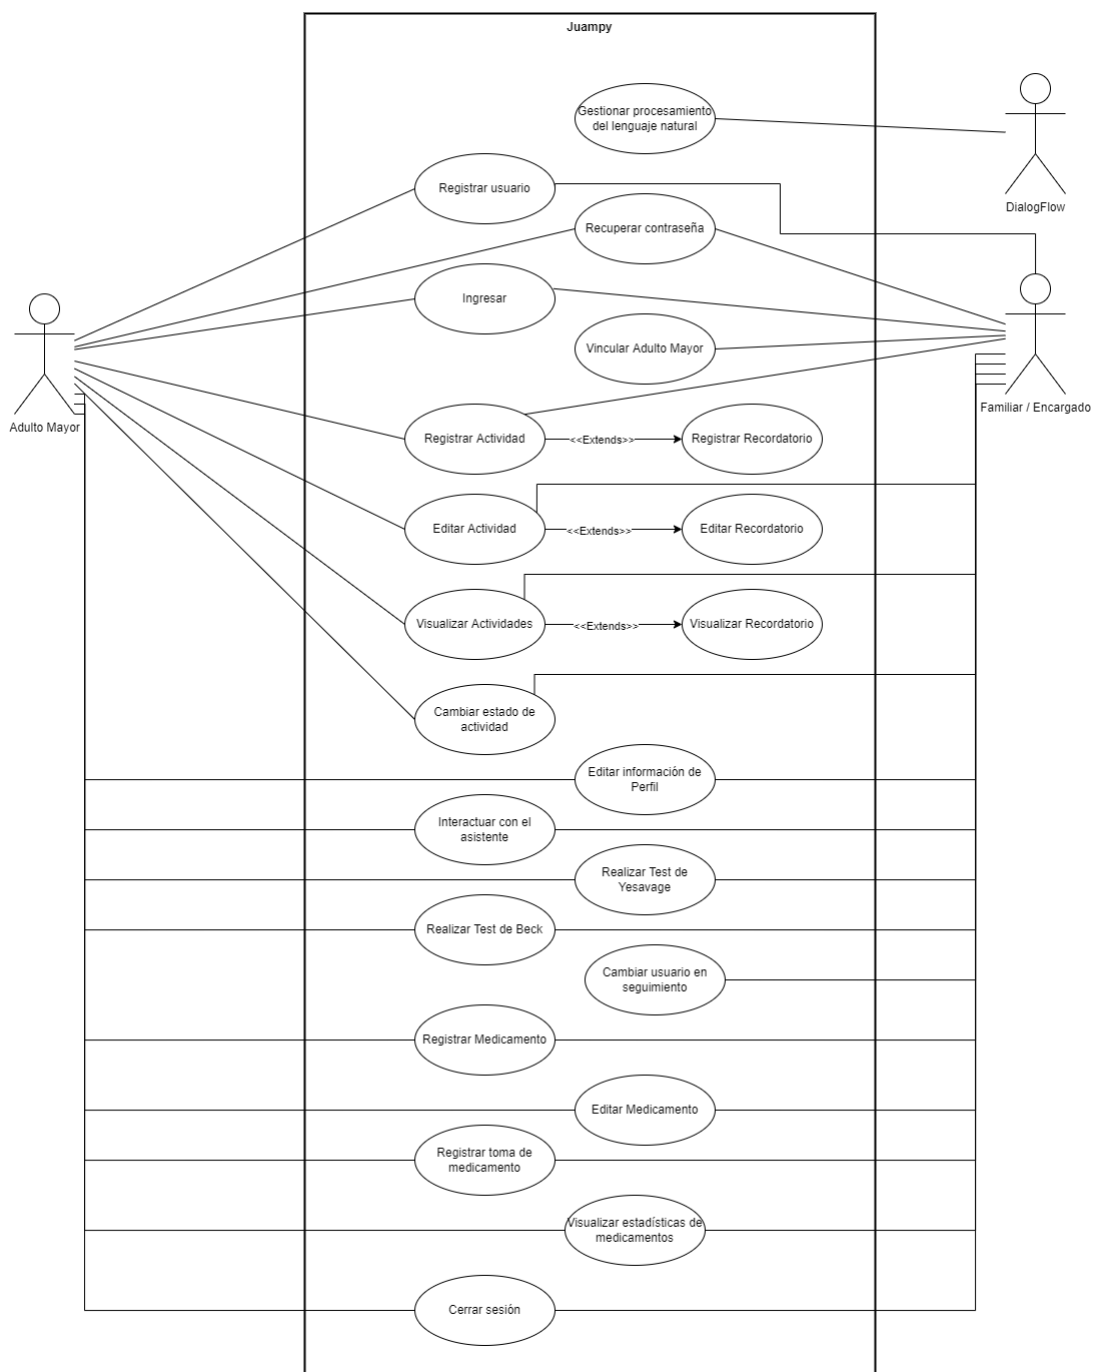 Juampy
Gestionar procesamiento
del lenguaje natural
DialogFlow
Registrar usuario
Recuperar contraseña
Ingresar
Vincular Adulto Mayor
Adulto Mayor
Familiar / Encargado
Registrar Actividad
<<Extends>>
Registrar Recordatorio
Editar Actividad
<<Extends>>
Editar Recordatorio
Visualizar Actividades
<<Extends>>
Visualizar Recordatorio
Cambiar estado de
actividad
Editar información de
Perfil
Interactuar con el
asistente
Realizar Test de
Yesavage
Realizar Test de Beck
Cambiar usuario en
seguimiento
Registrar Medicamento
Editar Medicamento
Registrar toma de
medicamento
Visualizar estadísticas de
medicamentos
Cerrar sesión